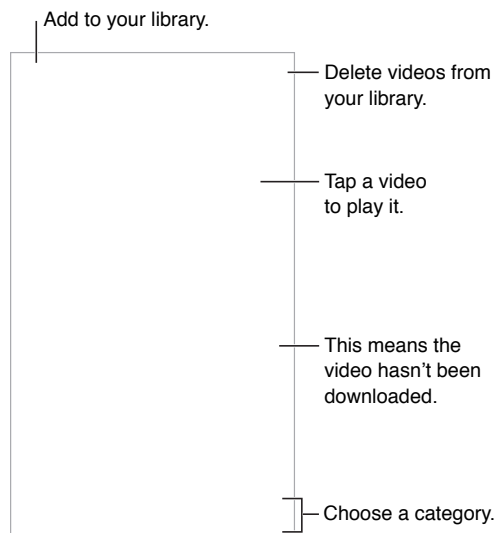 Add to your library.
Delete videos from
your library.
Tap a video
to play it.
This means the
video hasn’t been
downloaded.
Choose a category.